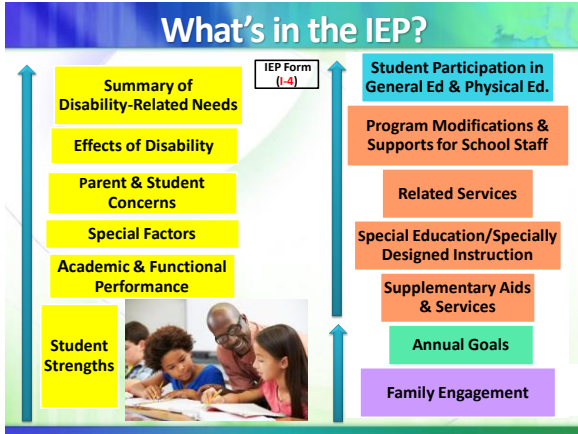 What's in the IEP?
IEP Form
(I-4)
Summary of
Disability-Related Needs
Effects of Disability
Parent & Student
Concerns
Special Factors
Academic & Functional
Performance
Student
Strengths
Student Participation in
General Ed & Physical Ed.
Program Modifications &
Supports for School Staff
Related Services
Special Education/Specially
Designed Instruction
Supplementary Aids
& Services
Annual Goals
Family Engagement